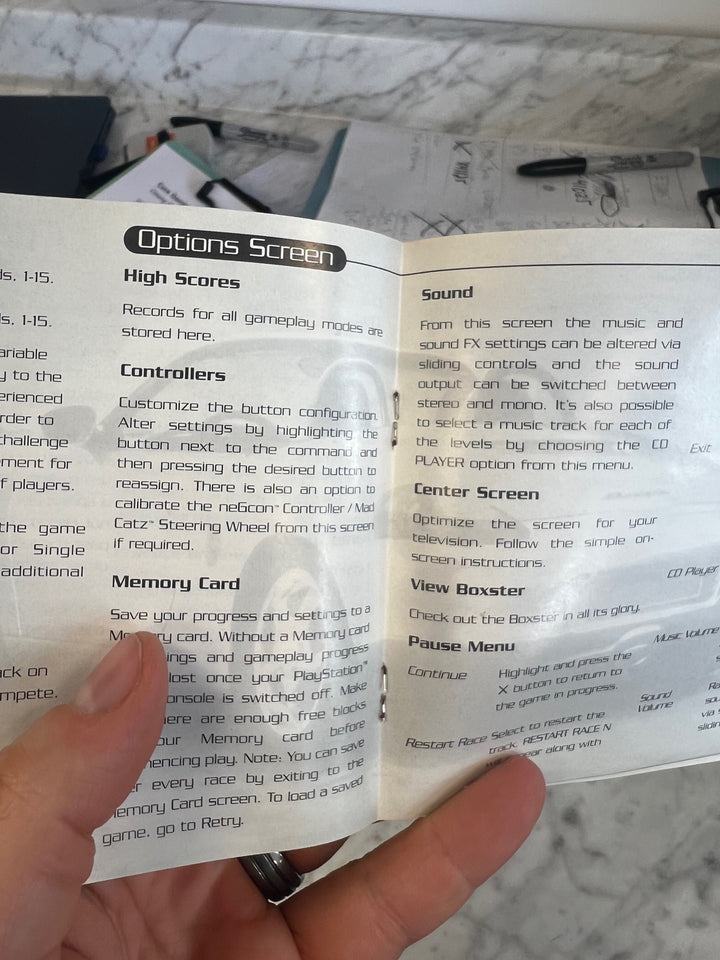 ds, 1-15.
ds, 1-15.
ariable
y to the
erienced
rder to
challenge
ment for
f players.
the game
or Single
additional
ack on
mpete.
Options Screen
High Scores
Records for all gameplay modes are
stored here.
Controllers
Customize the button configuration.
Alter settings by highlighting the
button next to the command and
then pressing the desired button to
reassign. There is also an option to
calibrate the neGcon™ Controller / Mad
Catz™ Steering Wheel from this screen
if required.
Memory Card
Save your progress and settings to a
Memory card. Without a Memory card
ings and gameplay progress
lost once your PlayStation™
onsole is switched off. Make
here are enough free blocks
our Memory card before
mencing play. Note: You can save
r every race by exiting to the
emory Card screen. To load a saved
game, go to Retry.
Sound
From this screen the music and
sound FX settings can be altered via
sliding controls and the sound
output can be switched between
stereo and mono. It's also possible
to select a music track for each of
the levels by choosing the CD
PLAYER option from this menu.
Center Screen
Optimize the screen for your
television. Follow the simple on-
screen instructions.
View Boxster
Check out the Boxster in all its glory.
Pause Menu
Continue Highlight and press the
X button to return to
the game in progress.
Restart Race Select to restart the
track. RESTART RACE N
ear along with
Exit
CD Player
Music Volume
Sound
Volume
Ra
sou
via s
slidin